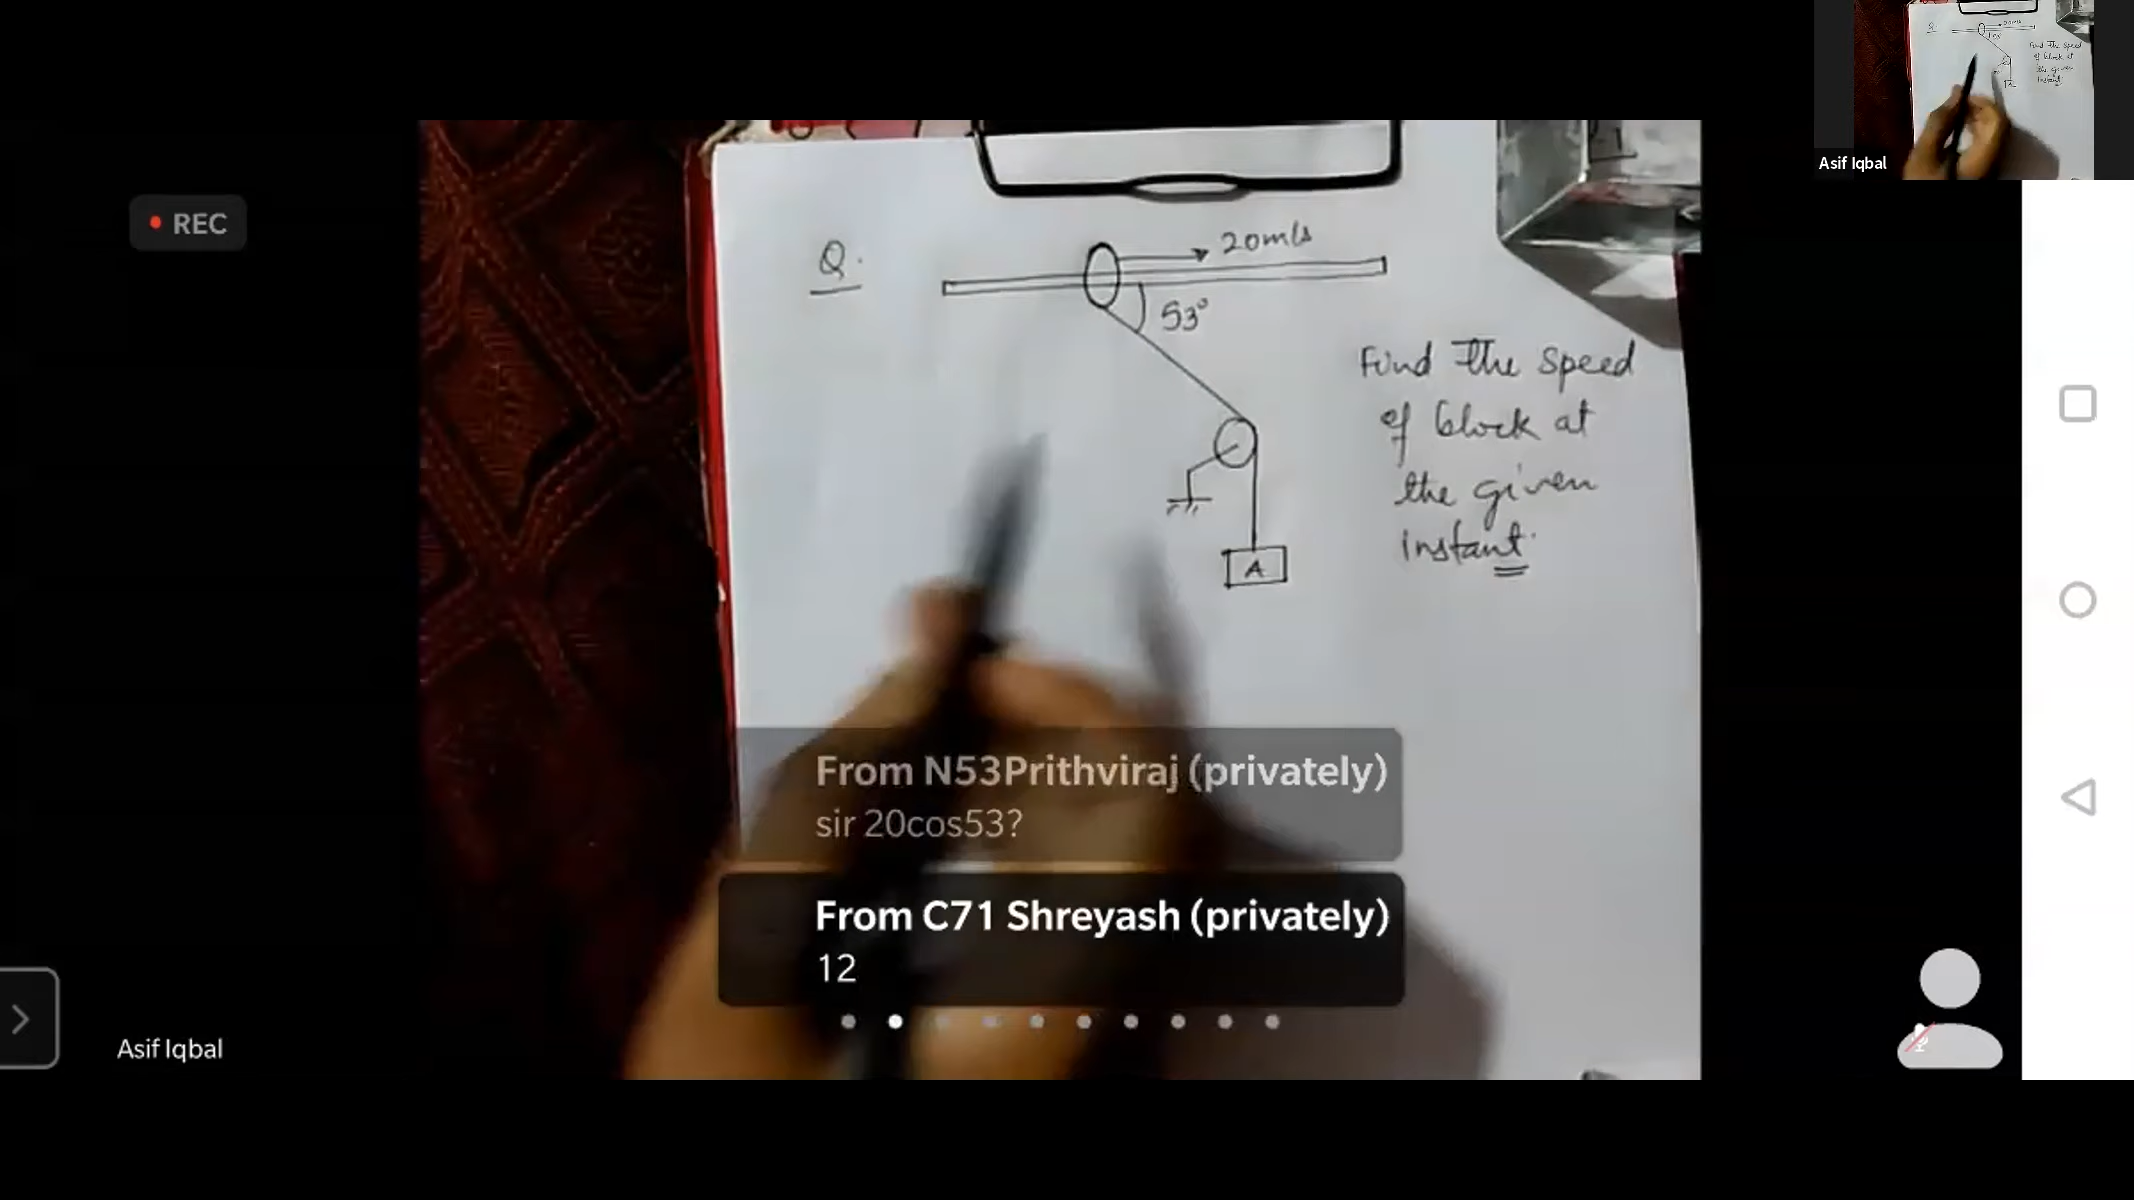 Asif Iqbal
REC
Q.
20m/s
53°
Find The speed
of block at
the given
instant.
A
From N53Prithviraj (privately)
sir 20cos53?
From C71 Shreyash (privately)
12
Asif Iqbal